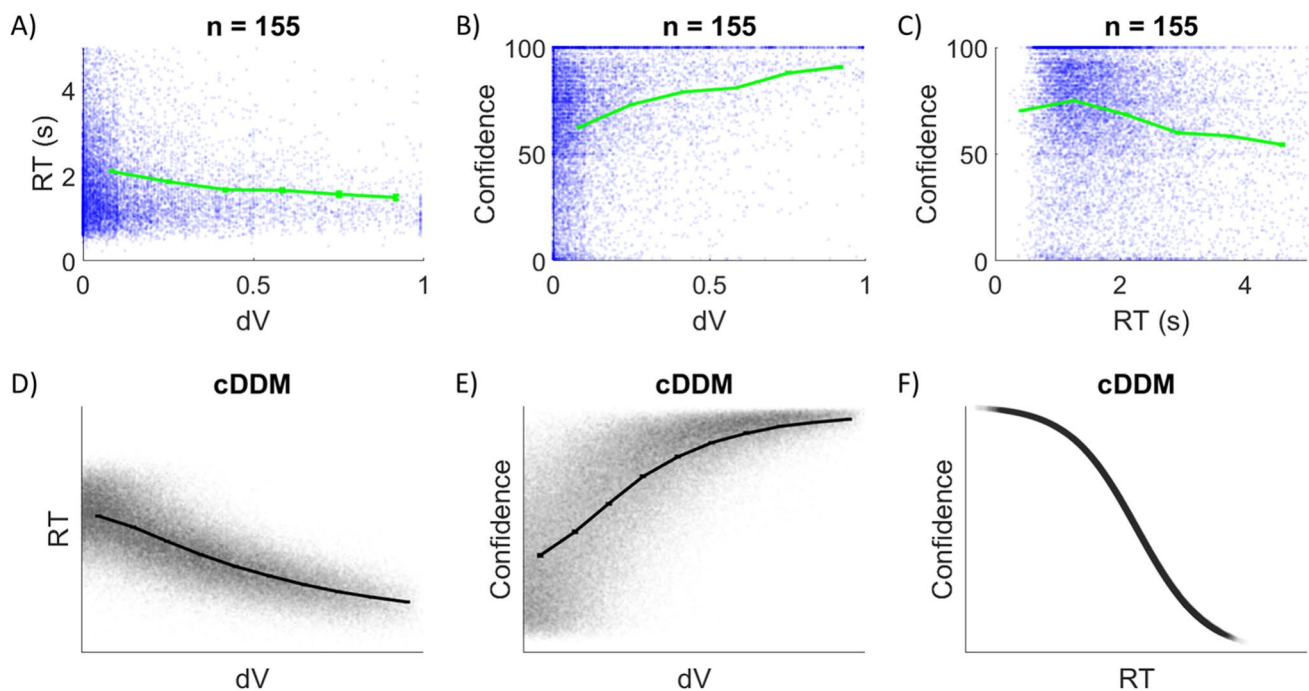 A)
n = 155
RT (s)
4
2
0
0
0.5
1
dV
B)
n = 155
Confidence
100
50
0
0
0.5
1
dV
C)
n = 155
Confidence
100
50
0
0
2
4
RT (s)
D)
cDDM
RT
dV
E)
cDDM
Confidence
dV
F)
cDDM
Confidence
RT